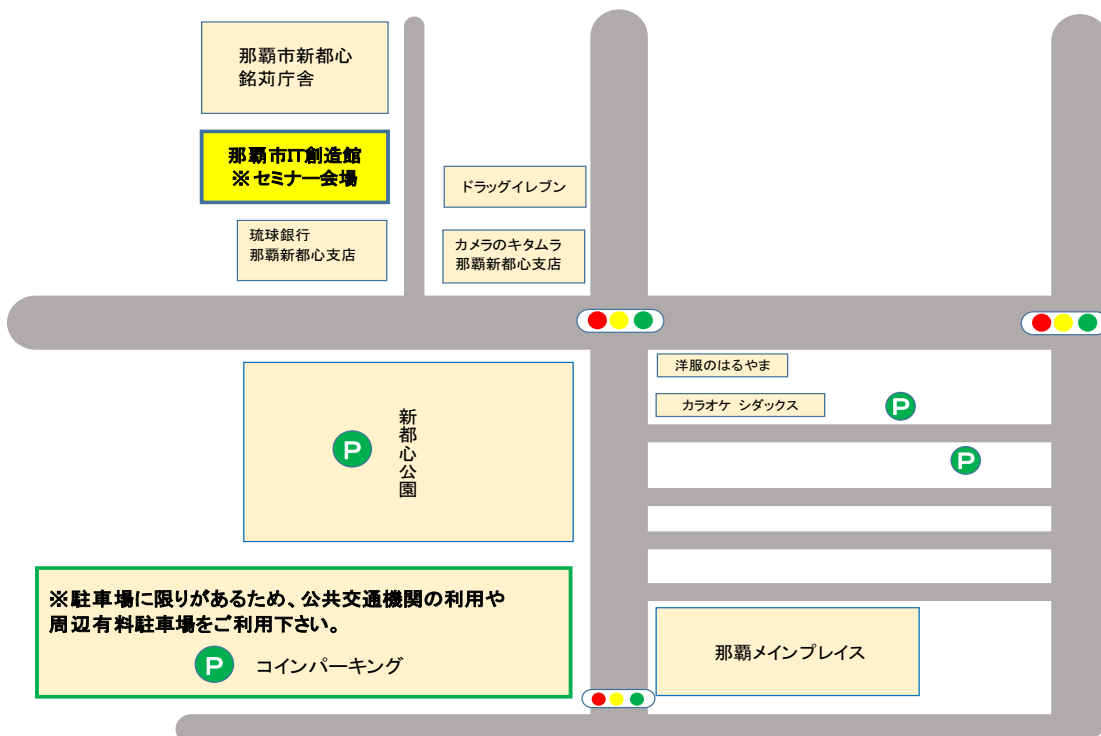 那覇市新都心
銘苅庁舎
那覇市IT創造館
※セミナー会場
琉球銀行
那覇新都心支店
ドラッグイレブン
カメラのキタムラ
那覇新都心支店
洋服のはるやま
カラオケ シダックス
P
P
新都心公園
P
※駐車場に限りがあるため、公共交通機関の利用や
周辺有料駐車場をご利用下さい。
P コインパーキング
那覇メインプレイス